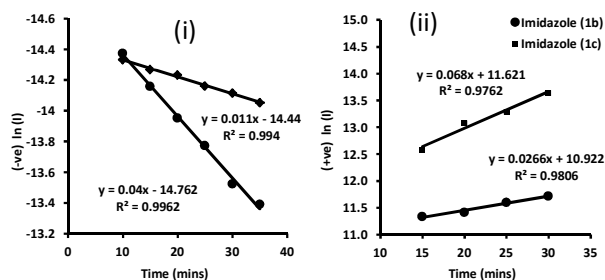 (i)
-14.6
-14.4
-14.2
-14
-13.8
-13.6
-13.4
-13.2
(-ve) ln (I)
y = 0.011x - 14.44
R² = 0.994
y = 0.04x - 14.762
R² = 0.9962
0 10 20 30 40
Time (mins)
(ii)
Imidazole (1b)
Imidazole (1c)
15.0
14.5
14.0
13.5
13.0
12.5
12.0
11.5
11.0
(+ve) ln (I)
y = 0.068x + 11.621
R² = 0.9762
y = 0.0266x + 10.922
R² = 0.9806
10 15 20 25 30 35
Time (mins)